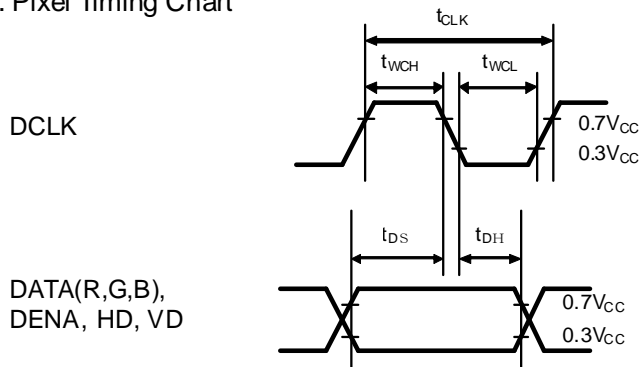 . Pixel Timing Chart
tCLK
tWCH
tWCL
DCLK
0.7VCC
0.3VCC
tDS
tDH
DATA(R,G,B),
DENA, HD, VD
0.7VCC
0.3VCC